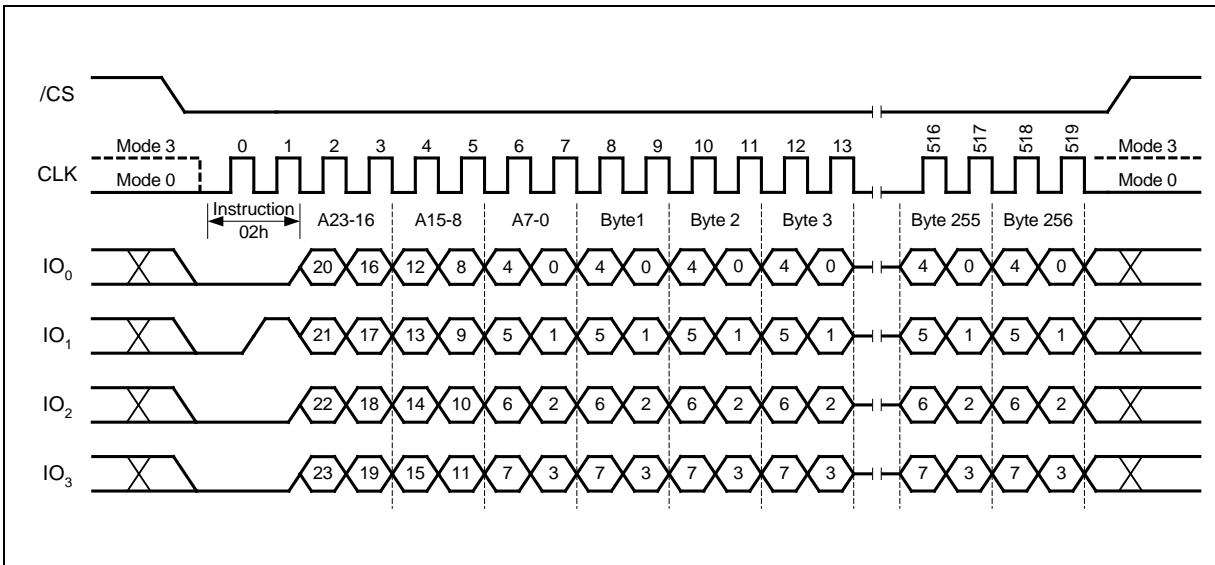 /CS
Mode 3 0 1 2 3 4 5 6 7 8 9 10 11 12 13 516 517 518 519 Mode 3
CLK
Mode 0 Mode 0
Instruction
02h
A23-16 A15-8 A7-0 Byte1 Byte 2 Byte 3 Byte 255 Byte 256
IO0 20 16 12 8 4 0 4 0 4 0 4 0 4 0 4 0
IO1 21 17 13 9 5 1 5 1 5 1 5 1 5 1 5 1
IO2 22 18 14 10 6 2 6 2 6 2 6 2 6 2 6 2
IO3 23 19 15 11 7 3 7 3 7 3 7 3 7 3 7 3